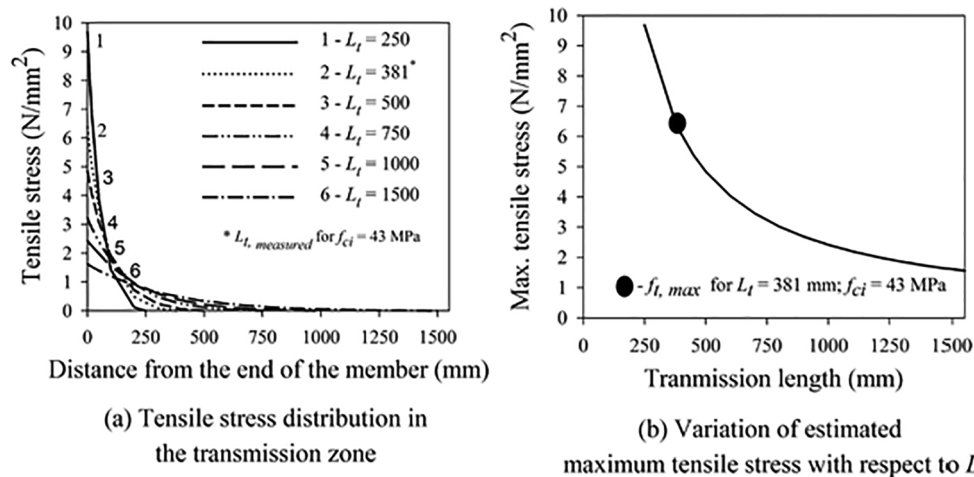 10
9
8
7
6
5
4
3
2
1
0
Tensile stress (N/mm²)
1
2
3
4
5
6
1 - Lt = 250
2 - Lt = 381*
3 - Lt = 500
4 - Lt = 750
5 - Lt = 1000
6 - Lt = 1500
* Lt, measured for fci = 43 MPa
0 250 500 750 1000 1250 1500
Distance from the end of the member (mm)
(a) Tensile stress distribution in
the transmission zone
10
9
8
7
6
5
4
3
2
1
0
Max. tensile stress (N/mm²)
- ft, max for Lt = 381 mm; fci = 43 MPa
0 250 500 750 1000 1250 1500
Tranmission length (mm)
(b) Variation of estimated
maximum tensile stress with respect to L